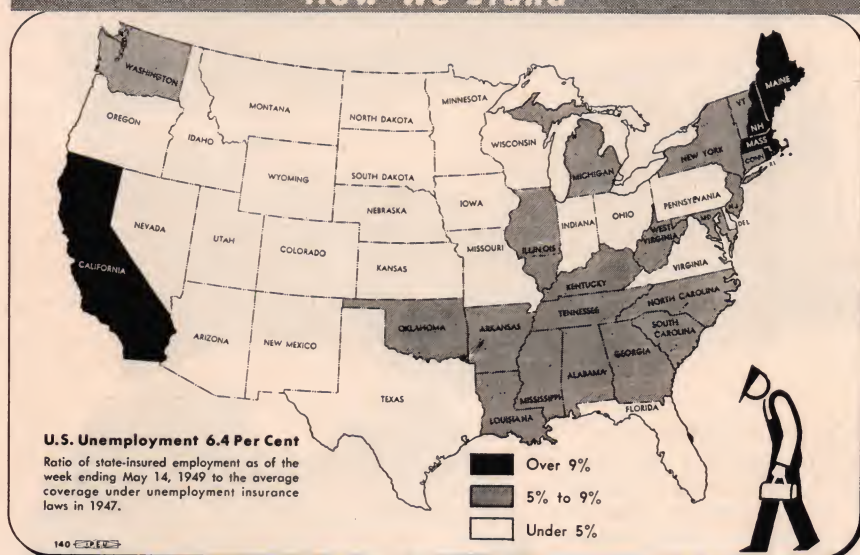 How We Stand
WASHINGTON
MAINE
MONTANA
NORTH DAKOTA
MINNESOTA
VT
OREGON
IDAHO
NH
WISCONSIN
MASS
NEW YORK
CONN
RI
SOUTH DAKOTA
MICHIGAN
WYOMING
PENNSYLVANIA
NJ
IOWA
NEBRASKA
INDIANA
OHIO
MD
DEL
NEVADA
UTAH
ILLINOIS
WEST
VIRGINIA
COLORADO
MISSOURI
VIRGINIA
CALIFORNIA
KANSAS
KENTUCKY
NORTH CAROLINA
TENNESSEE
OKLAHOMA
ARKANSAS
SOUTH
CAROLINA
ARIZONA
NEW MEXICO
GEORGIA
ALABAMA
MISSISSIPPI
TEXAS
LOUISIANA
FLORIDA
U.S. Unemployment 6.4 Per Cent
Ratio of state-insured employment as of the
week ending May 14, 1949 to the average
coverage under unemployment insurance
laws in 1947.
Over 9%
5% to 9%
Under 5%
140